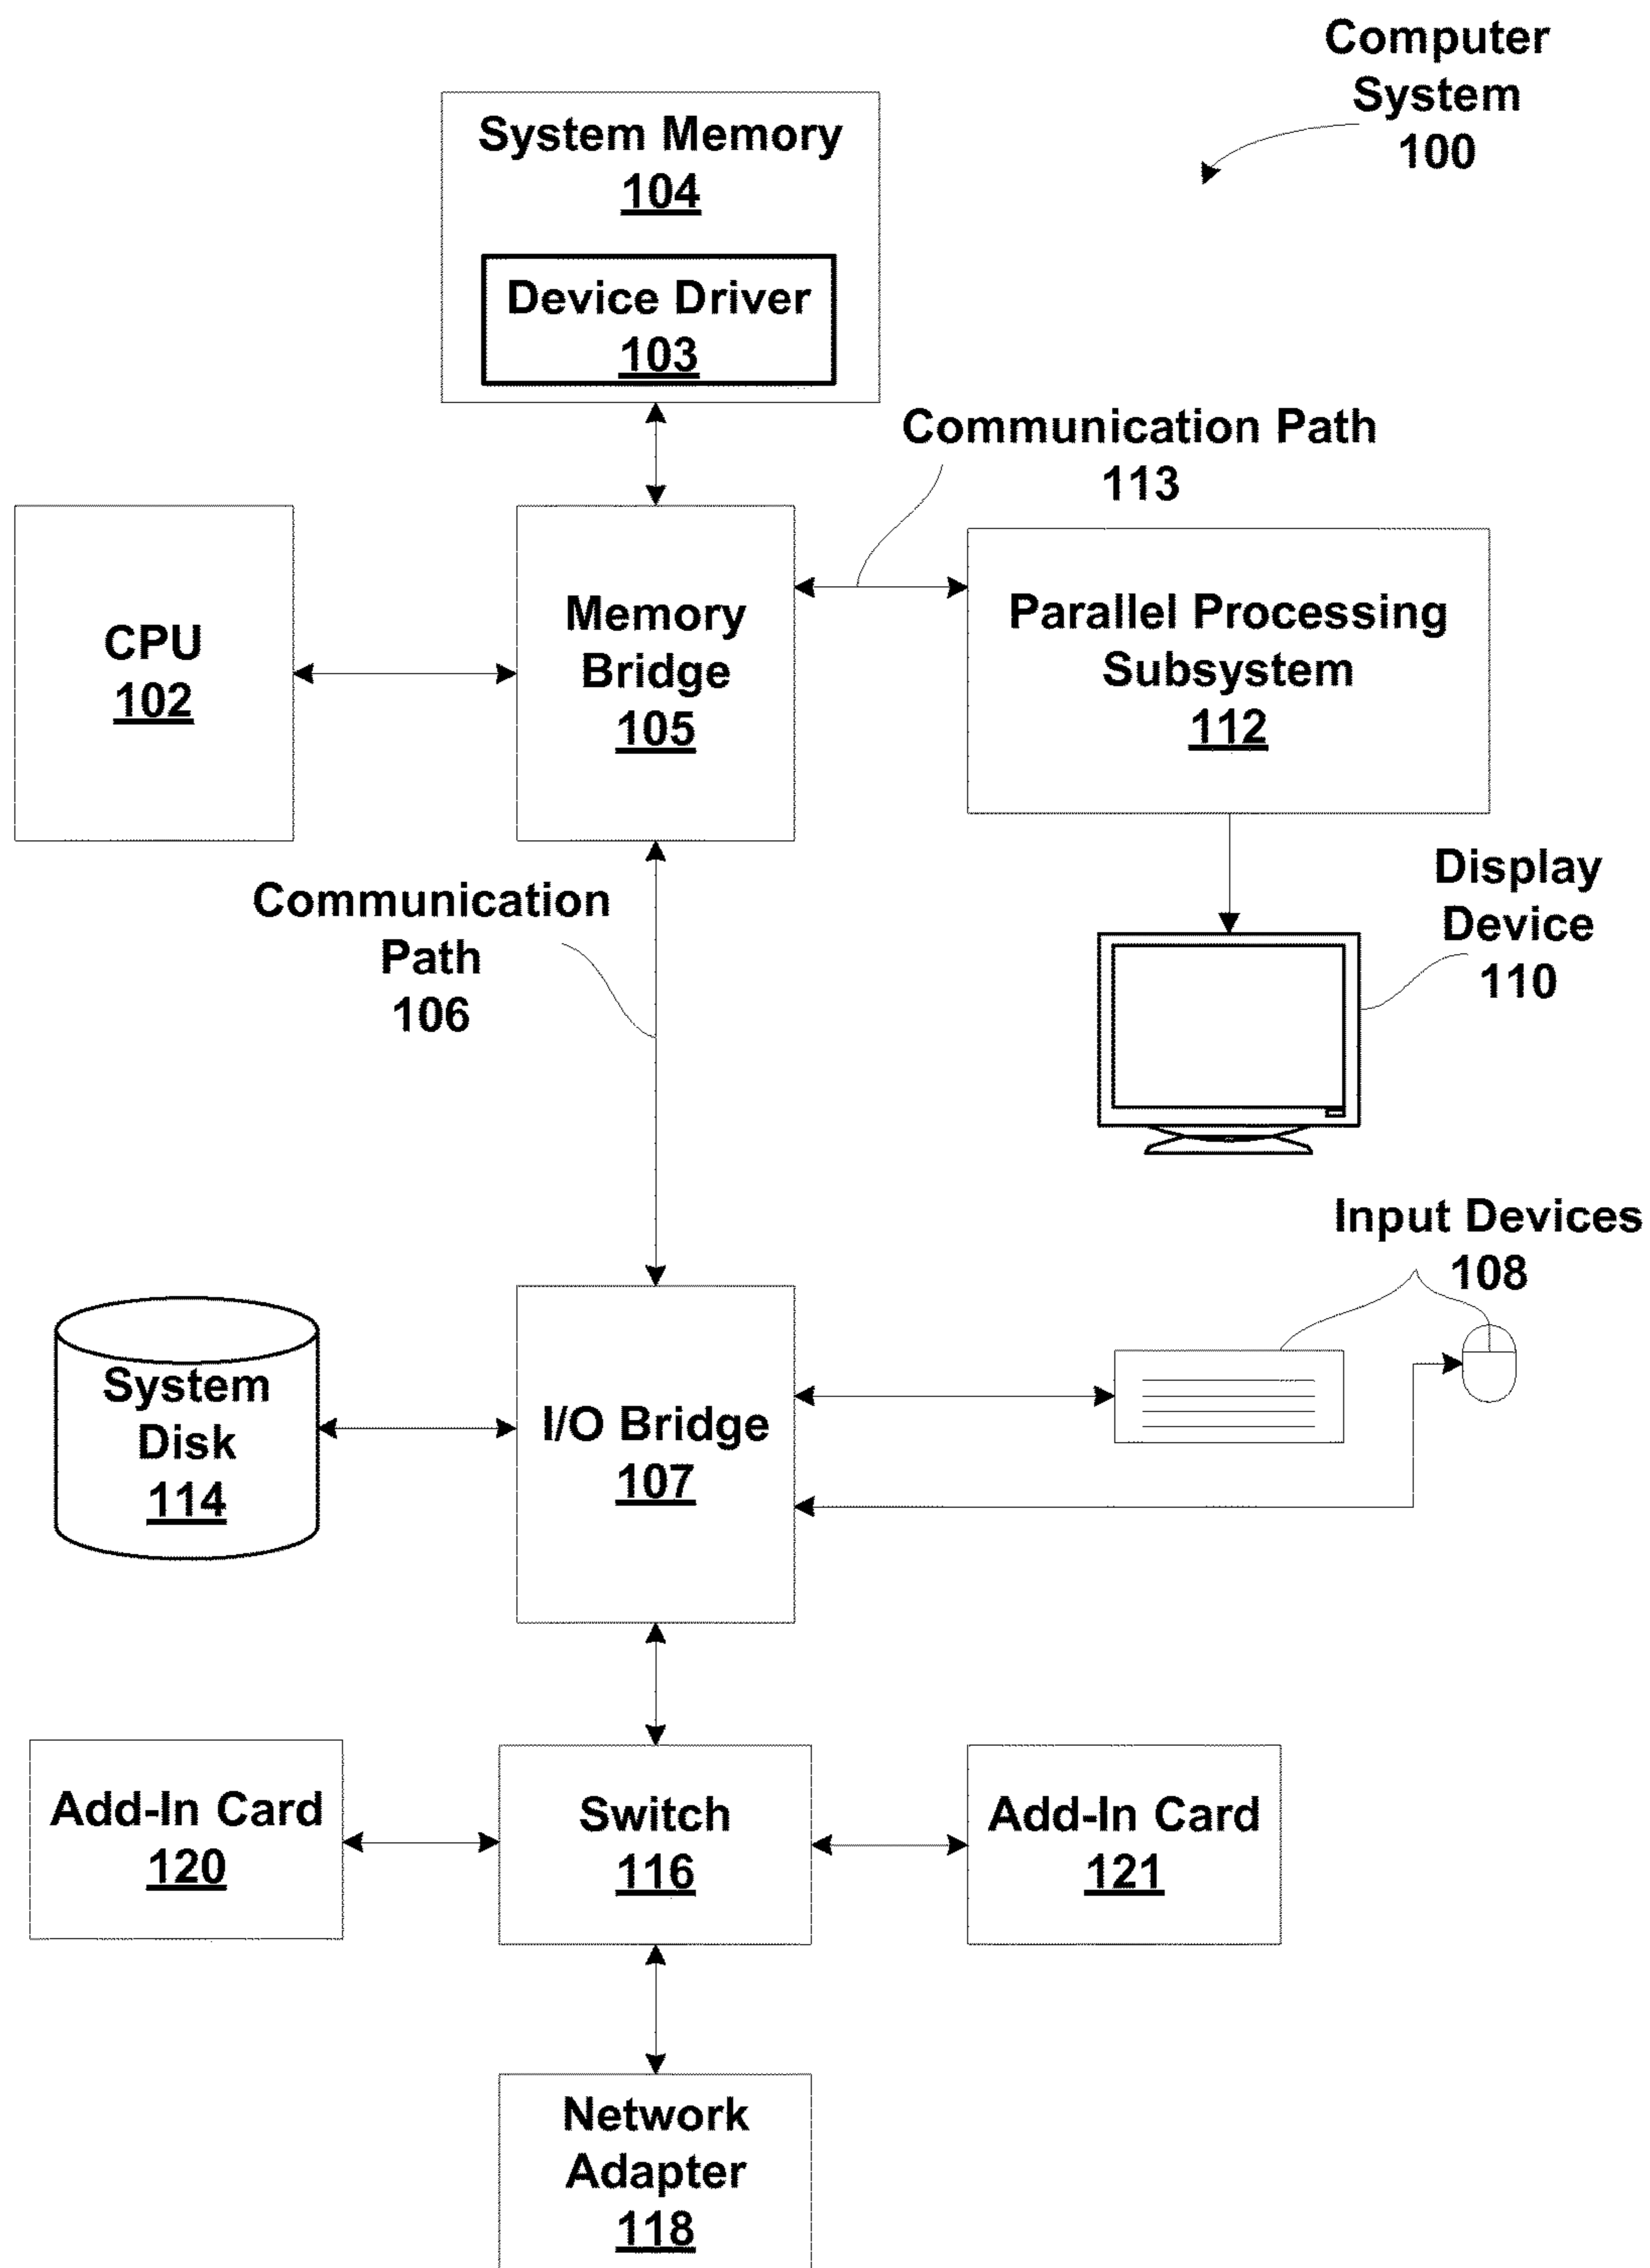 Computer
System
100
System Memory
104
Device Driver
103
Communication Path
113
CPU
102
Memory
Bridge
105
Parallel Processing
Subsystem
112
Communication
Path
106
Display
Device
110
Input Devices
108
System
Disk
114
I/O Bridge
107
Add-In Card
120
Switch
116
Add-In Card
121
Network
Adapter
118